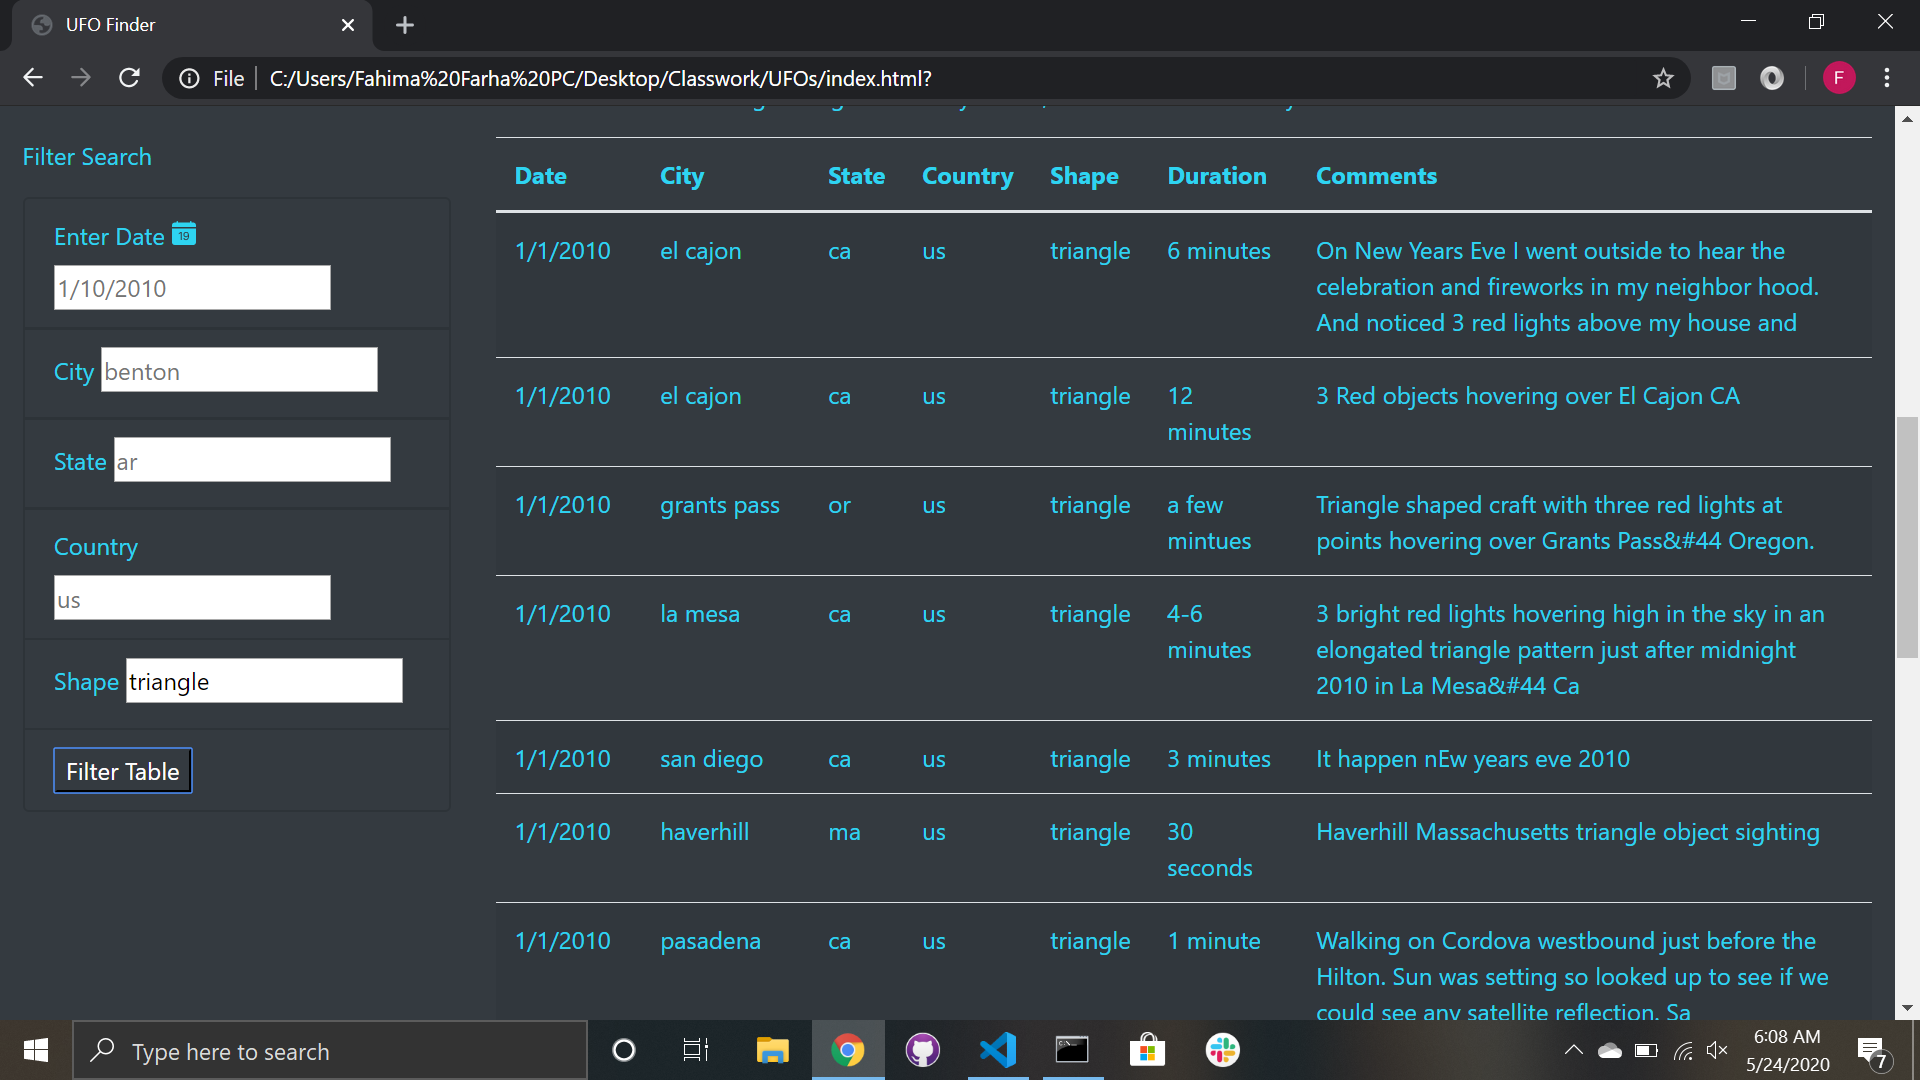 UFO Finder
File C:/Users/Fahima%20Farha%20PC/Desktop/Classwork/UFOs/index.html?
F
Filter Search
Enter Date 19
1/10/2010
City benton
State ar
Country
us
Shape triangle
Filter Table
Date City State Country Shape Duration Comments
1/1/2010 el cajon ca us triangle 6 minutes On New Years Eve I went outside to hear the
celebration and fireworks in my neighbor hood.
And noticed 3 red lights above my house and
1/1/2010 el cajon ca us triangle 12 3 Red objects hovering over El Cajon CA
minutes
1/1/2010 grants pass or us triangle a few Triangle shaped craft with three red lights at
mintues points hovering over Grants Pass&#44 Oregon.
1/1/2010 la mesa ca us triangle 4-6 3 bright red lights hovering high in the sky in an
minutes elongated triangle pattern just after midnight
2010 in La Mesa&#44 Ca
1/1/2010 san diego ca us triangle 3 minutes It happen nEw years eve 2010
1/1/2010 haverhill ma us triangle 30 Haverhill Massachusetts triangle object sighting
seconds
1/1/2010 pasadena ca us triangle 1 minute Walking on Cordova westbound just before the
Hilton. Sun was setting so looked up to see if we
could see any satellite reflection. Sa
Type here to search
6:08 AM
5/24/2020
7